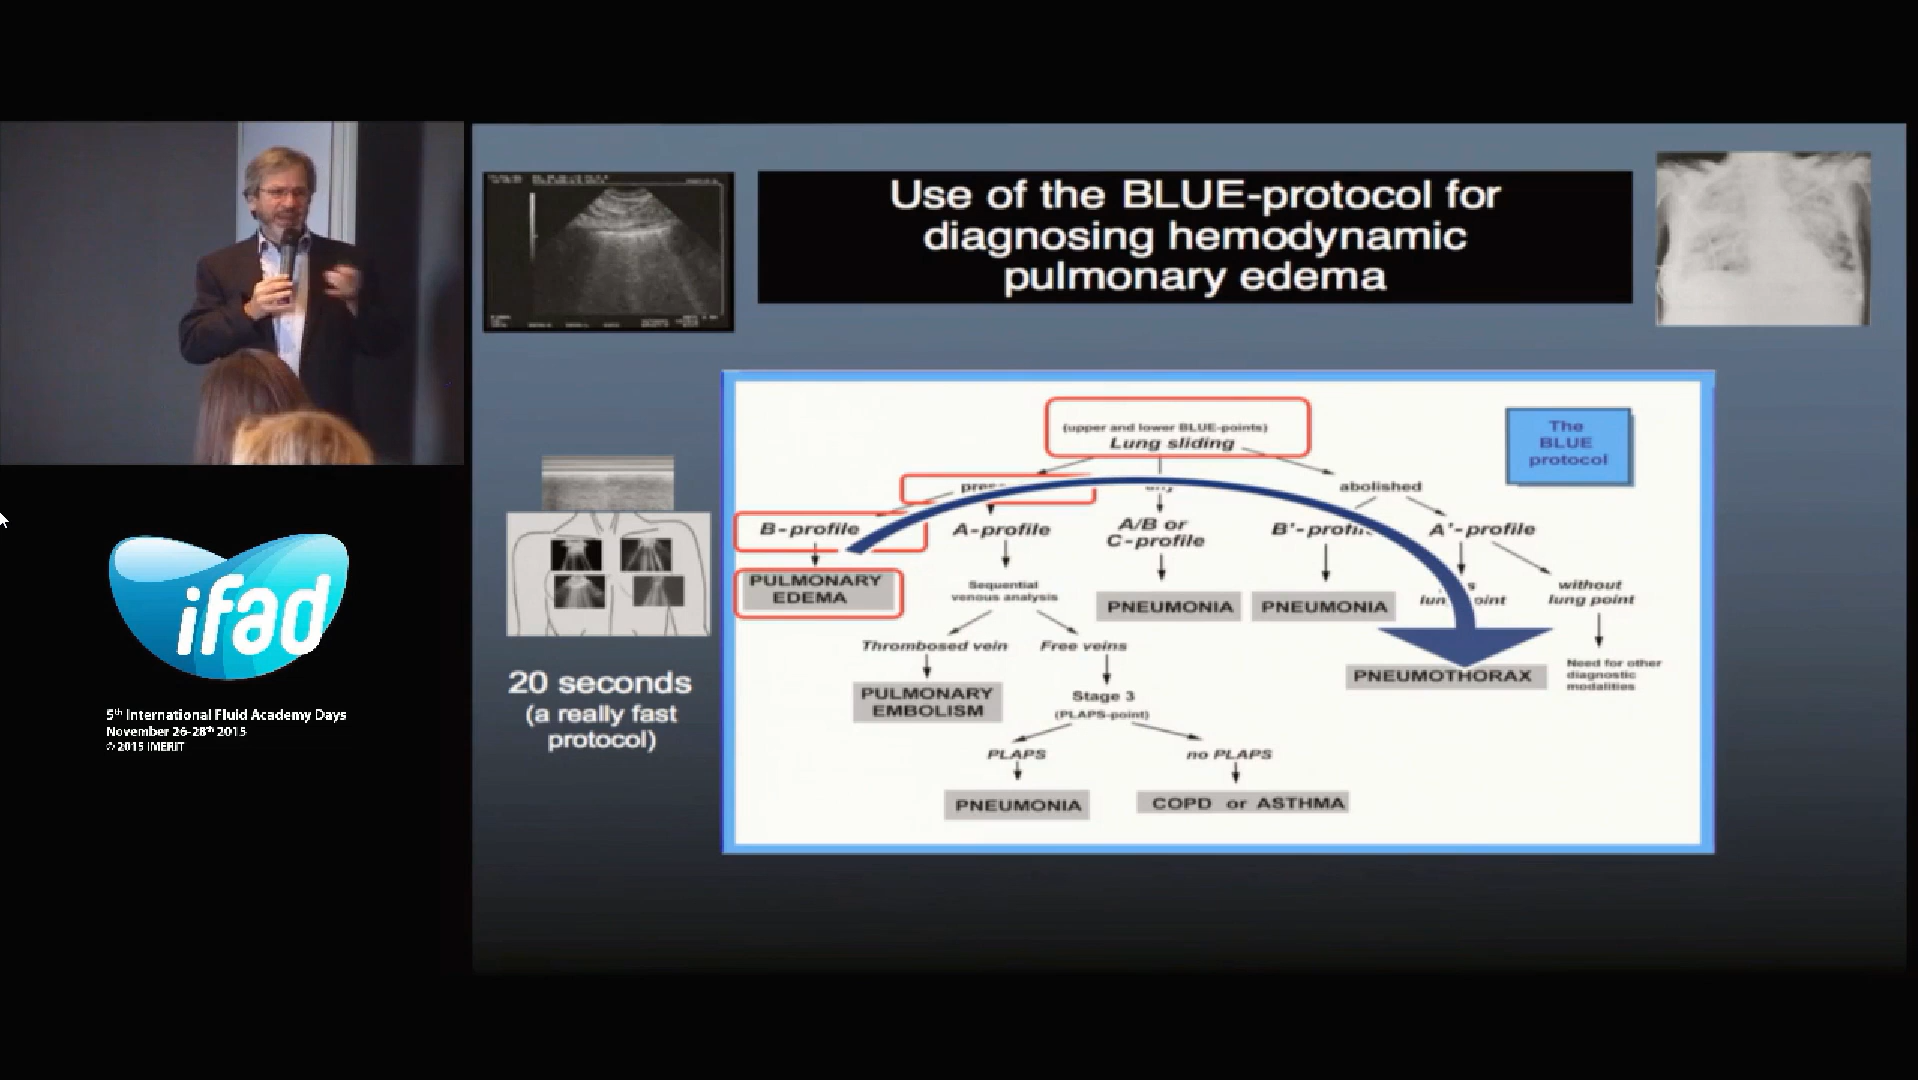 Use of the BLUE-protocol for
diagnosing hemodynamic
pulmonary edema
(upper and lower BLUE-points)
Lung sliding
The
BLUE
protocol
abolished
B-profile
A-profile
A/B or
C-profile
A'-profile
PULMONARY
EDEMA
Sequential
venous analysis
PNEUMONIA
PNEUMONIA
without
lung point
Thrombosed vein
Free veins
PNEUMOTHORAX
Need for other
diagnostic
modalities
PULMONARY
EMBOLISM
Stage 3
(PLAPS-point)
PLAPS
no PLAPS
PNEUMONIA
COPD or ASTHMA
20 seconds
(a really fast
protocol)
ifad
5th International Fluid Academy Days
November 26-28th 2015
© 2015 IMERIT